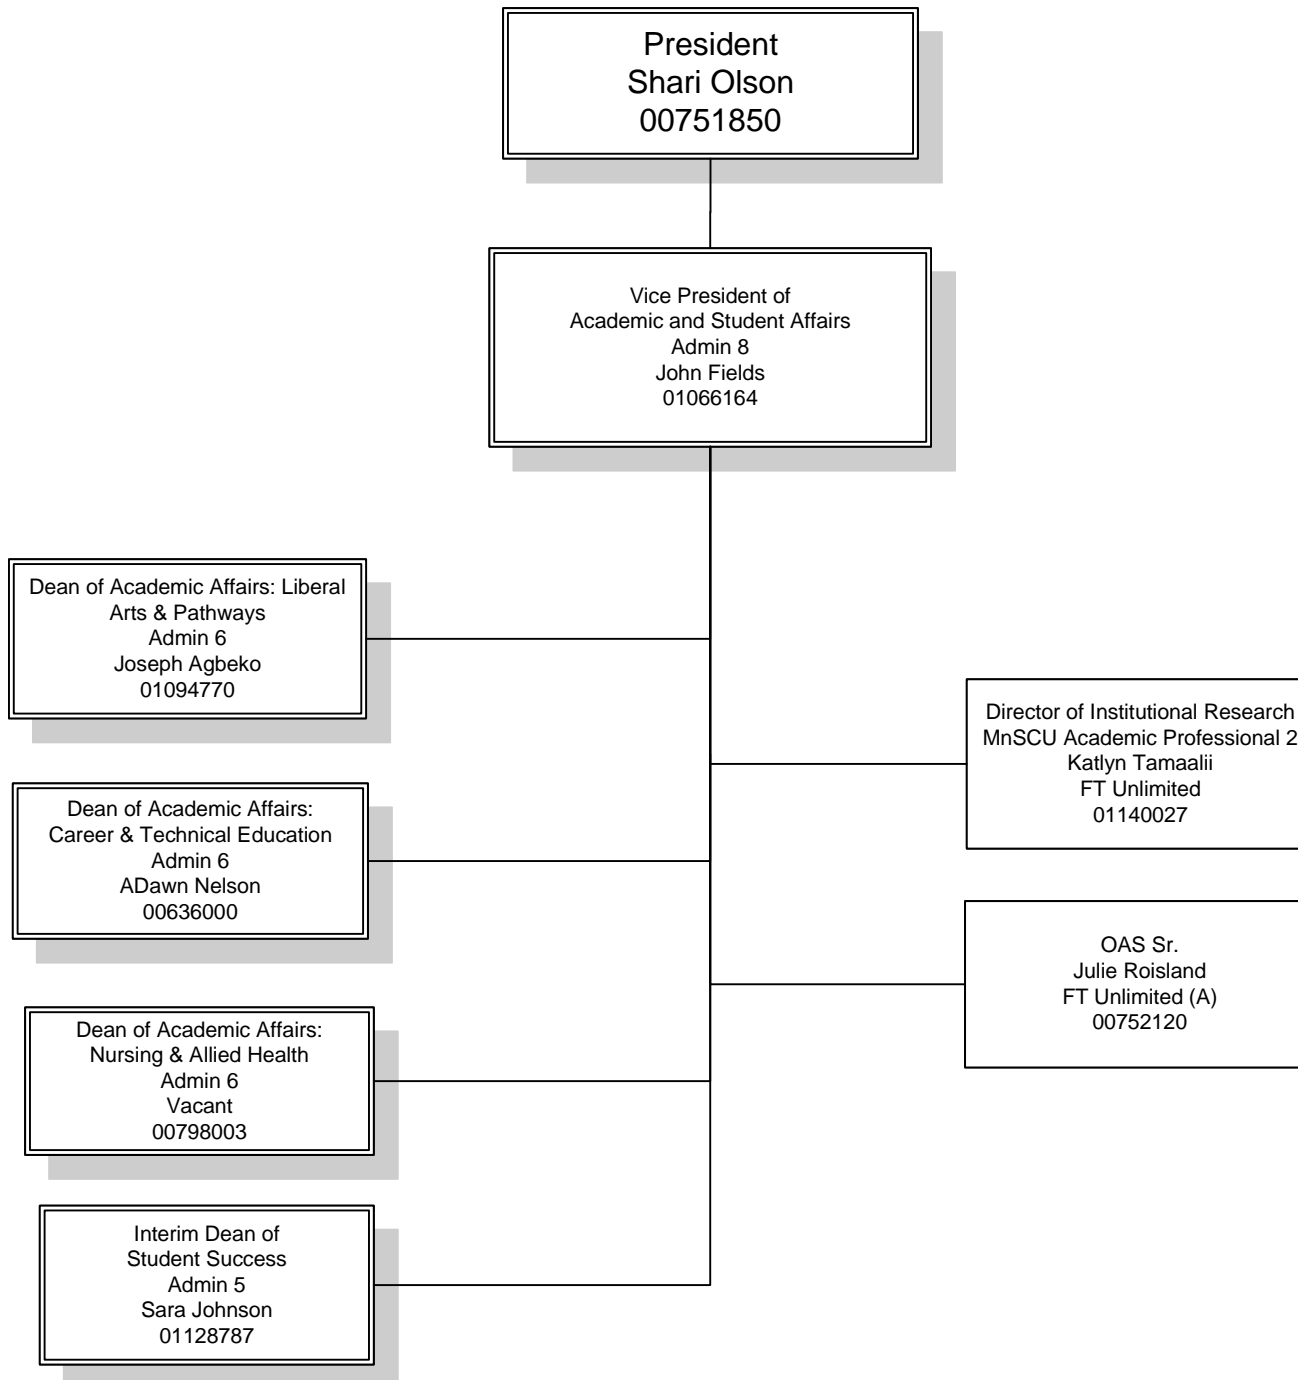 President
Shari Olson
00751850
Vice President of
Academic and Student Affairs
Admin 8
John Fields
01066164
Dean of Academic Affairs: Liberal
Arts & Pathways
Admin 6
Joseph Agbeko
01094770
Director of Institutional Research
MnSCU Academic Professional 2
Katlyn Tamaalii
FT Unlimited
01140027
Dean of Academic Affairs:
Career & Technical Education
Admin 6
ADawn Nelson
00636000
OAS Sr.
Julie Roisland
FT Unlimited (A)
00752120
Dean of Academic Affairs:
Nursing & Allied Health
Admin 6
Vacant
00798003
Interim Dean of
Student Success
Admin 5
Sara Johnson
01128787